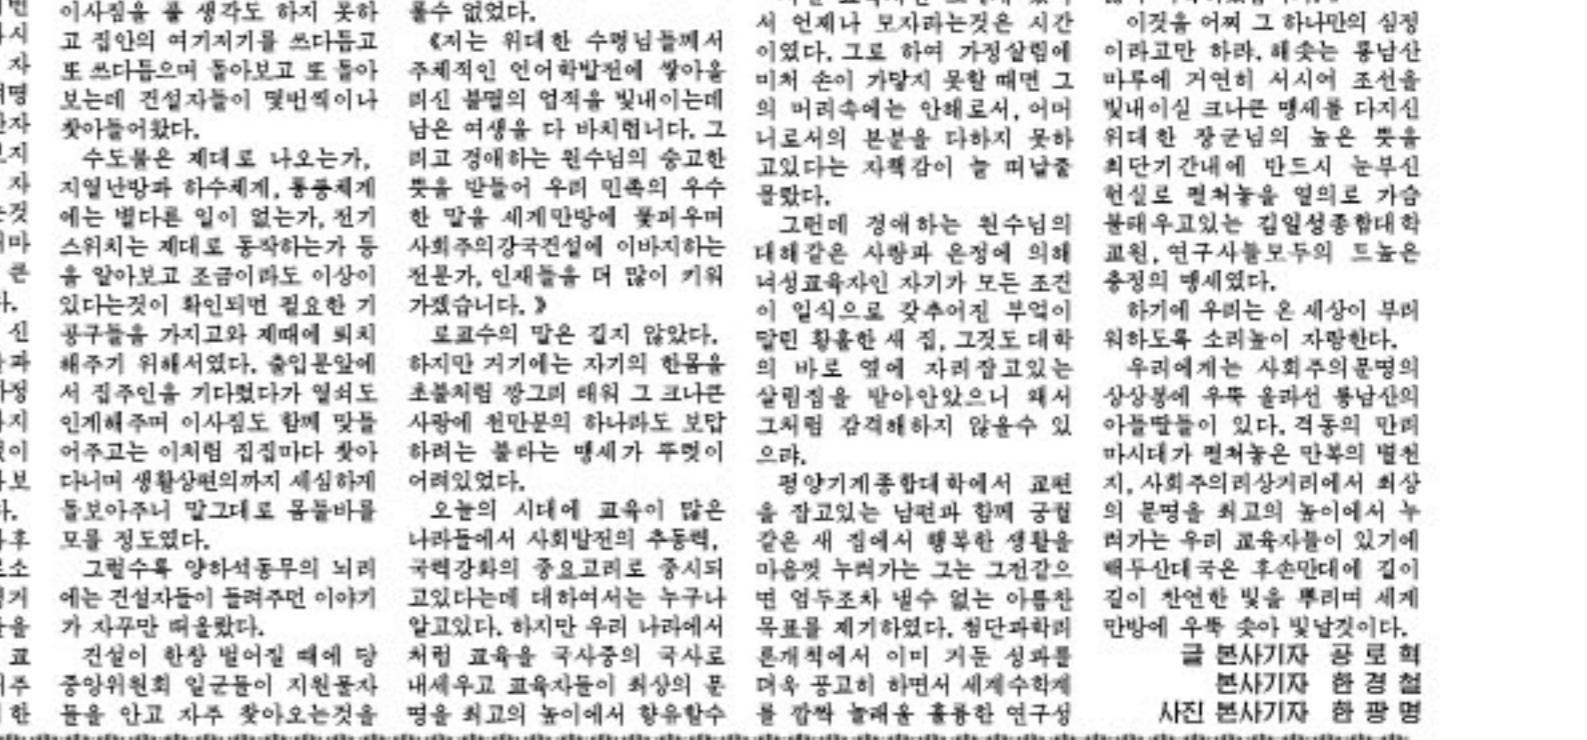 이사짐을 풀 생각도 하지 못하
고 집안의 여기저기를 쓰다듬고
또 쓰다듬으며 돌아보고 또 돌아
보는데 건설자들이 몇번씩이나
찾아들어왔다.
수도물은 제대로 나오는가,
지열난방과 하수체계, 통풍체계
에는 별다른 일이 없는가, 전기
스위치는 제대로 동작하는가 등
을 알아보고 조금이라도 이상이
있다는것이 확인되면 필요한 기
공구들을 가지고와 제때에 퇴치
해주기 위해서였다. 출입문앞에
서 집주인을 기다렸다가 열쇠도
인계해주며 이사짐도 함께 맞들
어주고는 이처럼 집집마다 찾아
다니며 생활상편의까지 세심하게
돌보아주니 말그대로 몸둘바를
모를 정도였다.
그럴수록 양하석동무의 뇌리
에는 건설자들이 들려주던 이야기
가 자꾸만 떠올랐다.
건설이 한창 벌어질 때에 당
중앙위원회 일군들이 지원물자
들을 안고 자주 찾아오는것을
를수 없었다.
《저는 위대한 수령님들께서
주체적인 언어학발전에 쌓아올
리신 불멸의 업적을 빛내이는데
남은 여생을 다 바치렵니다. 그
리고 경애하는 원수님의 숭고한
뜻을 받들어 우리 민족의 우수
한 말을 세계만방에 꽃피우며
사회주의강국건설에 이바지하는
전문가, 인재들을 더 많이 키워
가겠습니다.》
로교수의 말은 길지 않았다.
하지만 거기에는 자기의 한몸을
초불처럼 깡그리 태워 그 크나큰
사랑에 천만분의 하나라도 보답
하려는 불타는 맹세가 뚜렷이
어려있었다.
오늘의 시대에 교육이 많은
나라들에서 사회발전의 추동력,
국력강화의 중요고리로 중시되
고있다는데 대하여서는 누구나
알고있다. 하지만 우리 나라에서
처럼 교육을 국사중의 국사로
내세우고 교육자들이 최상의 문
명을 최고의 높이에서 향유할수
서 언제나 모자라는것은 시간
이였다. 그로 하여 가정살림에
미처 손이 가닿지 못할 때면 그
의 머리속에는 안해로서, 어머
니로서의 본분을 다하지 못하
고있다는 자책감이 늘 떠날줄
몰랐다.
그런데 경애하는 원수님의
대해같은 사랑과 은정에 의해
녀성교육자인 자기가 모든 조건
이 일식으로 갖추어진 부엌이
달린 황홀한 새 집, 그것도 대학
의 바로 옆에 자리잡고있는
살림집을 받아안았으니 왜서
그처럼 감격해하지 않을수 있
으랴.
평양기계종합대학에서 교편
을 잡고있는 남편과 함께 궁궐
같은 새 집에서 행복한 생활을
마음껏 누려가는 그는 그전같으
면 엄두조차 낼수 없는 아름찬
목표를 제기하였다. 첨단과학리
론개척에서 이미 거둔 성과를
더욱 공고히 하면서 세계수학계
를 깜짝 놀래울 훌륭한 연구성
이것을 어찌 그 하나만의 심정
이라고만 하랴. 해솟는 룡남산
마루에 거연히 서시여 조선을
빛내이실 크나큰 맹세를 다지신
위대한 장군님의 높은 뜻을
최단기간내에 반드시 눈부신
현실로 펼쳐놓을 열의로 가슴
불태우고있는 김일성종합대학
교원, 연구사들모두의 드높은
충정의 맹세였다.
하기에 우리는 온 세상이 부러
워하도록 소리높이 자랑한다.
우리에게는 사회주의문명의
상상봉에 우뚝 올라선 룡남산의
아들딸들이 있다. 격동의 만리
마시대가 펼쳐놓은 만복의 별천
지, 사회주의리상거리에서 최상
의 문명을 최고의 높이에서 누
려가는 우리 교육자들이 있기에
백두산대국은 후손만대에 길이
길이 찬연한 빛을 뿌리며 세계
만방에 우뚝 솟아 빛날것이다.
글 본사기자 공로혁
본사기자 한경철
사진 본사기자 한광명